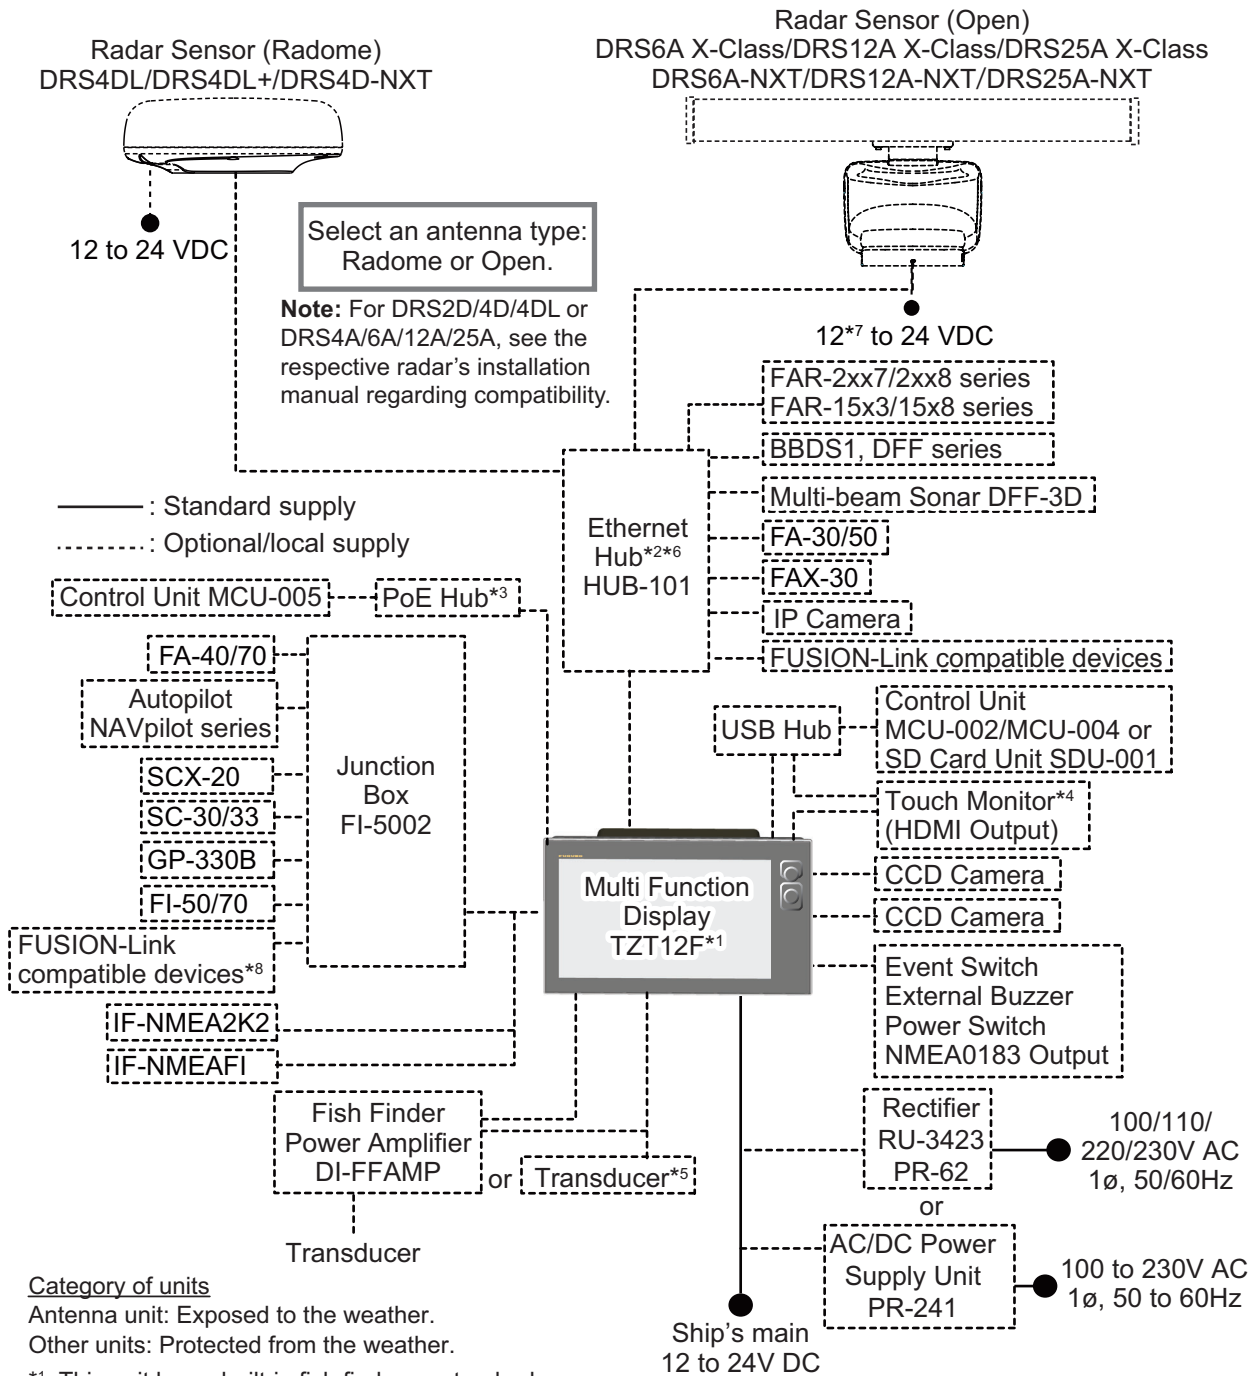 Radar Sensor (Radome)
DRS4DL/DRS4DL+/DRS4D-NXT
Radar Sensor (Open)
DRS6A X-Class/DRS12A X-Class/DRS25A X-Class
DRS6A-NXT/DRS12A-NXT/DRS25A-NXT
12 to 24 VDC
Select an antenna type:
Radome or Open.
Note: For DRS2D/4D/4DL or
DRS4A/6A/12A/25A, see the
respective radar's installation
manual regarding compatibility.
12*7 to 24 VDC
FAR-2xx7/2xx8 series
FAR-15x3/15x8 series
BBDS1, DFF series
Multi-beam Sonar DFF-3D
FA-30/50
FAX-30
IP Camera
FUSION-Link compatible devices
Ethernet
Hub*2*6
HUB-101
: Standard supply
: Optional/local supply
Control Unit MCU-005
PoE Hub*3
FA-40/70
Autopilot
NAVpilot series
SCX-20
SC-30/33
GP-330B
FI-50/70
FUSION-Link
compatible devices*8
IF-NMEA2K2
IF-NMEAFI
Junction
Box
FI-5002
USB Hub
Control Unit
MCU-002/MCU-004 or
SD Card Unit SDU-001
Touch Monitor*4
(HDMI Output)
CCD Camera
CCD Camera
Event Switch
External Buzzer
Power Switch
NMEA0183 Output
FURUNO
Multi Function
Display
TZT12F*1
Fish Finder
Power Amplifier
DI-FFAMP
or
Transducer*5
Transducer
Rectifier
RU-3423
PR-62
100/110/
220/230V AC
1ø, 50/60Hz
or
AC/DC Power
Supply Unit
PR-241
100 to 230V AC
1ø, 50 to 60Hz
Ship's main
12 to 24V DC
Category of units
Antenna unit: Exposed to the weather.
Other units: Protected from the weather.